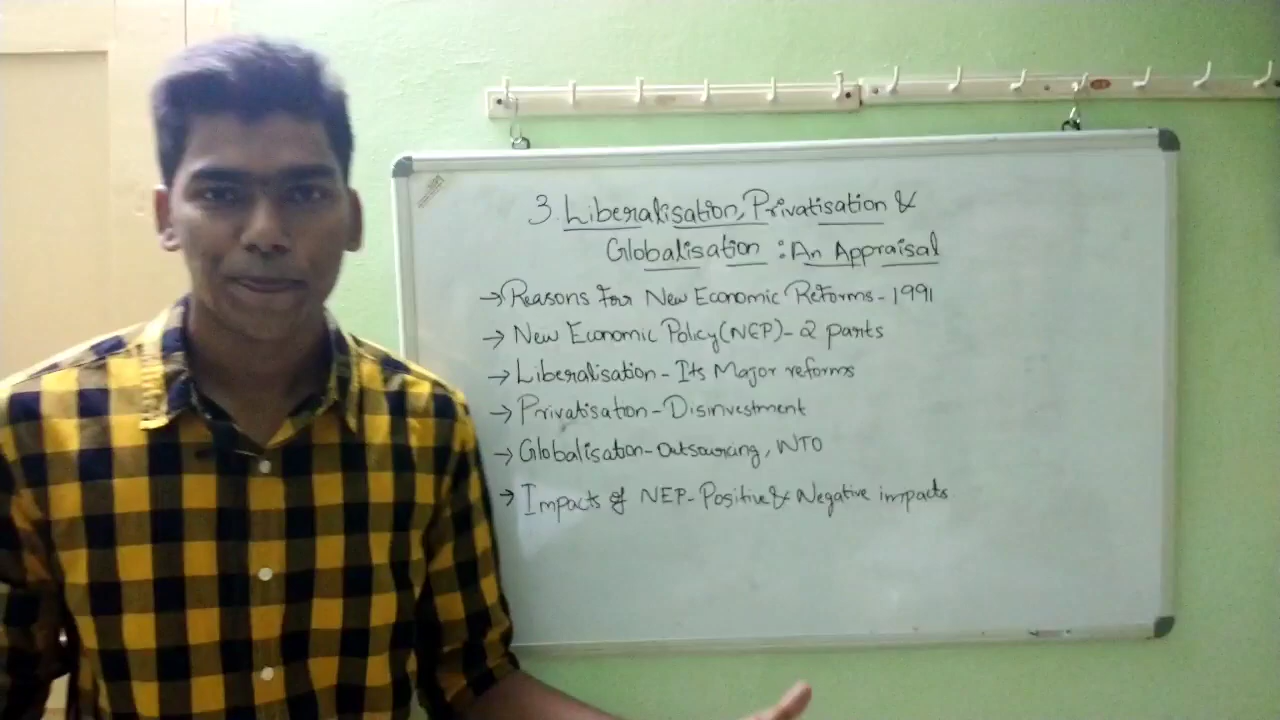 3. Liberalisation, Privatisation &
Globalisation : An Appraisal
→ Reasons for New Economic Reforms - 1991
→ New Economic Policy(NEP) - 2 parts
→ Liberalisation - Its Major reforms
→ Privatisation - Disinvestment
→ Globalisation - Outsourcing, WTO
→ Impacts of NEP - Positive & Negative impacts